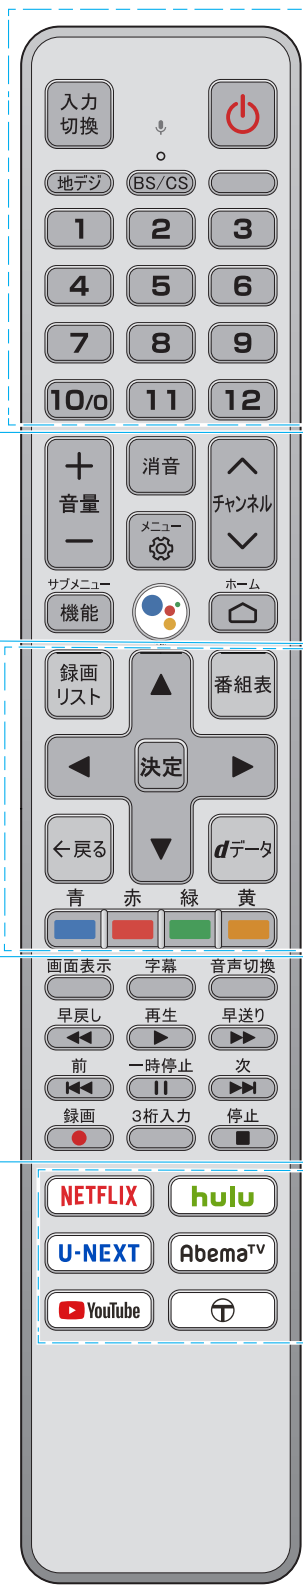 入力
切換
地デジ BS/CS
1 2 3
4 5 6
7 8 9
10/0 11 12
音量 消音 チャンネル
メニュー
サブメニュー ホーム
機能
録画
リスト 番組表
決定
←戻る dデータ
青 赤 緑 黄
画面表示 字幕 音声切換
早戻し 再生 早送り
前 一時停止 次
録画 3桁入力 停止
NETFLIX hulu
U-NEXT AbemaTV
YouTube T